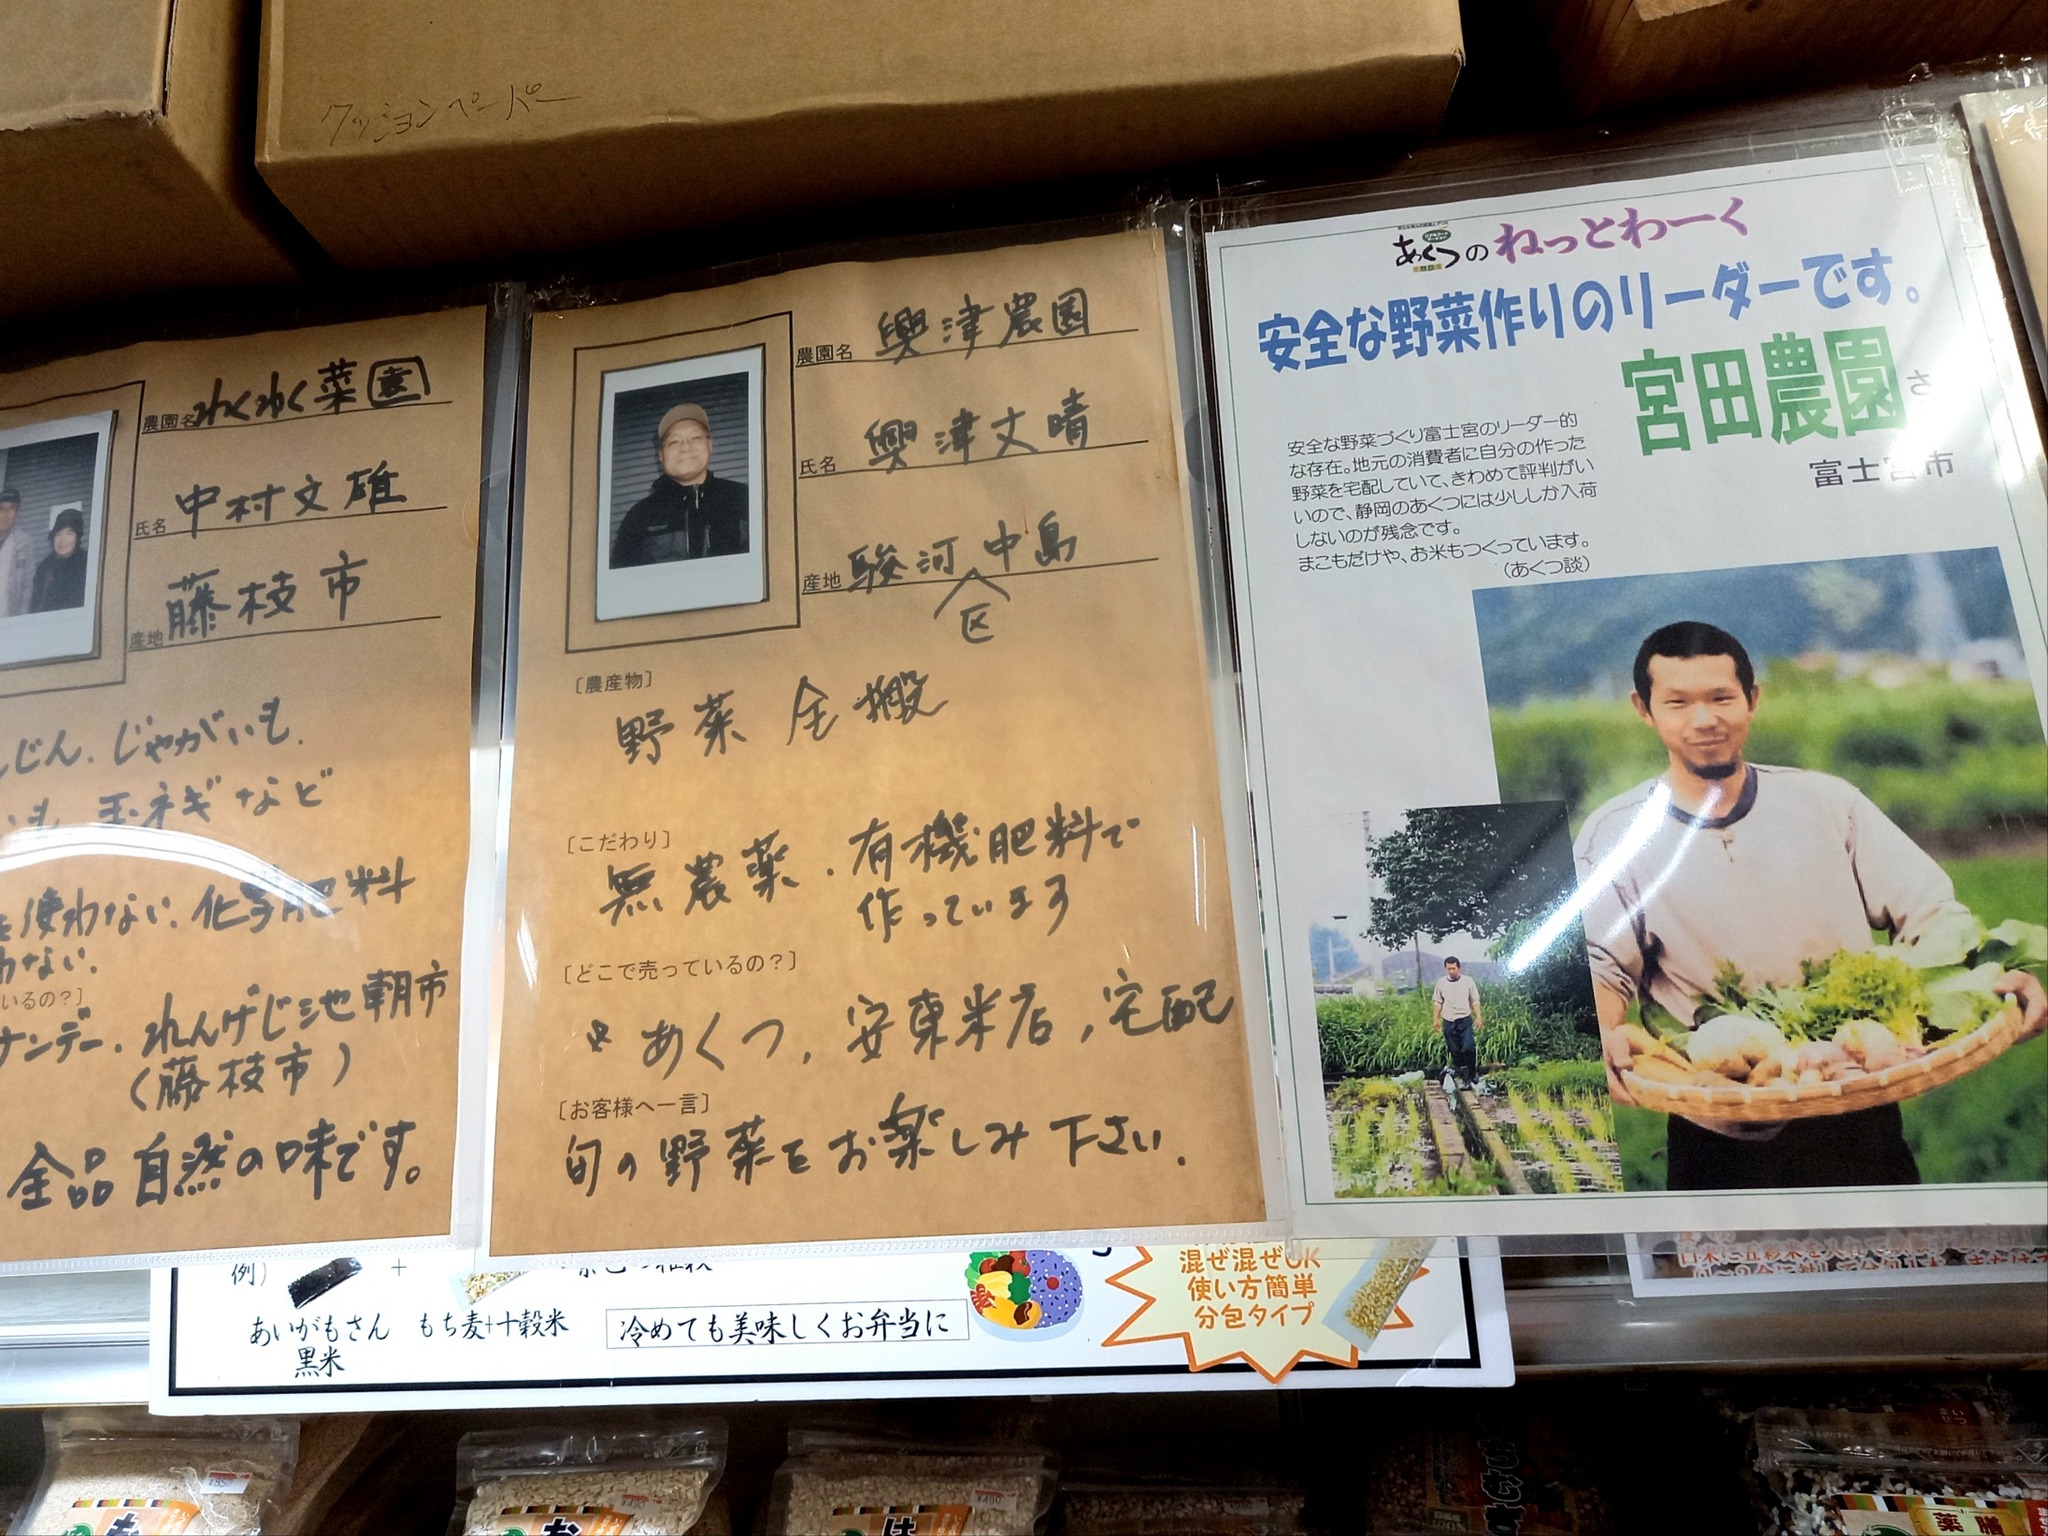 クッションペーパー
農園名 わくわく菜園
氏名 中村文雄
産地 藤枝市
じん、じゃがいも、
いも、玉ネギなど
使わない、化学肥料
わない。
いるの?]
サンデー、れんげじ池朝市
(藤枝市)
全品自然の味です。
農園名 興津農園
氏名 興津丈晴
産地 駿河区中島
[農産物]
野菜全搬
[こだわり]
無農薬、有機肥料で
作っています
[どこで売っているの?]
あくつ、安東米店、宅配
[お客様へ一言]
旬の野菜をお楽しみ下さい。
あくつのねっとわーく
安全な野菜作りのリーダーです。
宮田農園さ
富士宮市
安全な野菜づくり富士宮のリーダー的
な存在。地元の消費者に自分の作った
野菜を宅配していて、きわめて評判がい
いので、静岡のあくつには少ししか入荷
しないのが残念です。
まこもだけや、お米もつくっています。
(あくつ談)
例) +
あいがもさん もち麦+十穀米
黒米
冷めても美味しくお弁当に
混ぜ混ぜOK
使い方簡単
分包タイプ
¥490
¥490
薬膳